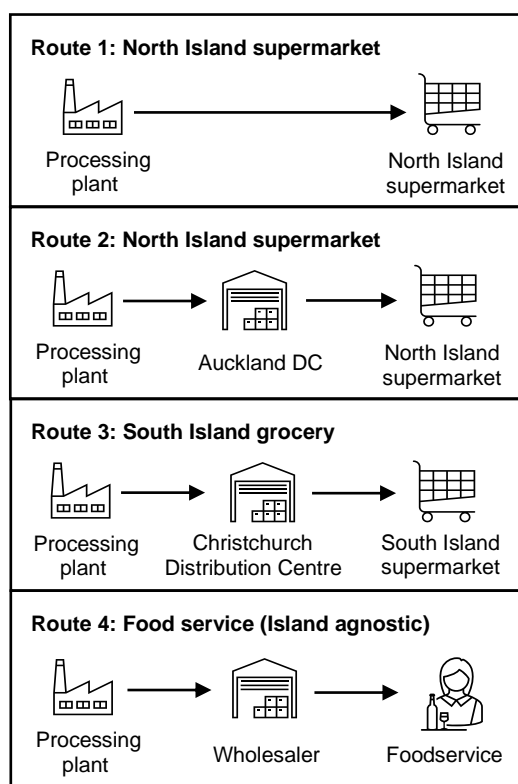 Route 1: North Island supermarket
Processing
plant
North Island
supermarket
Route 2: North Island supermarket
Processing
plant
Auckland DC
North Island
supermarket
Route 3: South Island grocery
Processing
plant
Christchurch
Distribution Centre
South Island
supermarket
Route 4: Food service (Island agnostic)
Processing
plant
Wholesaler
Foodservice